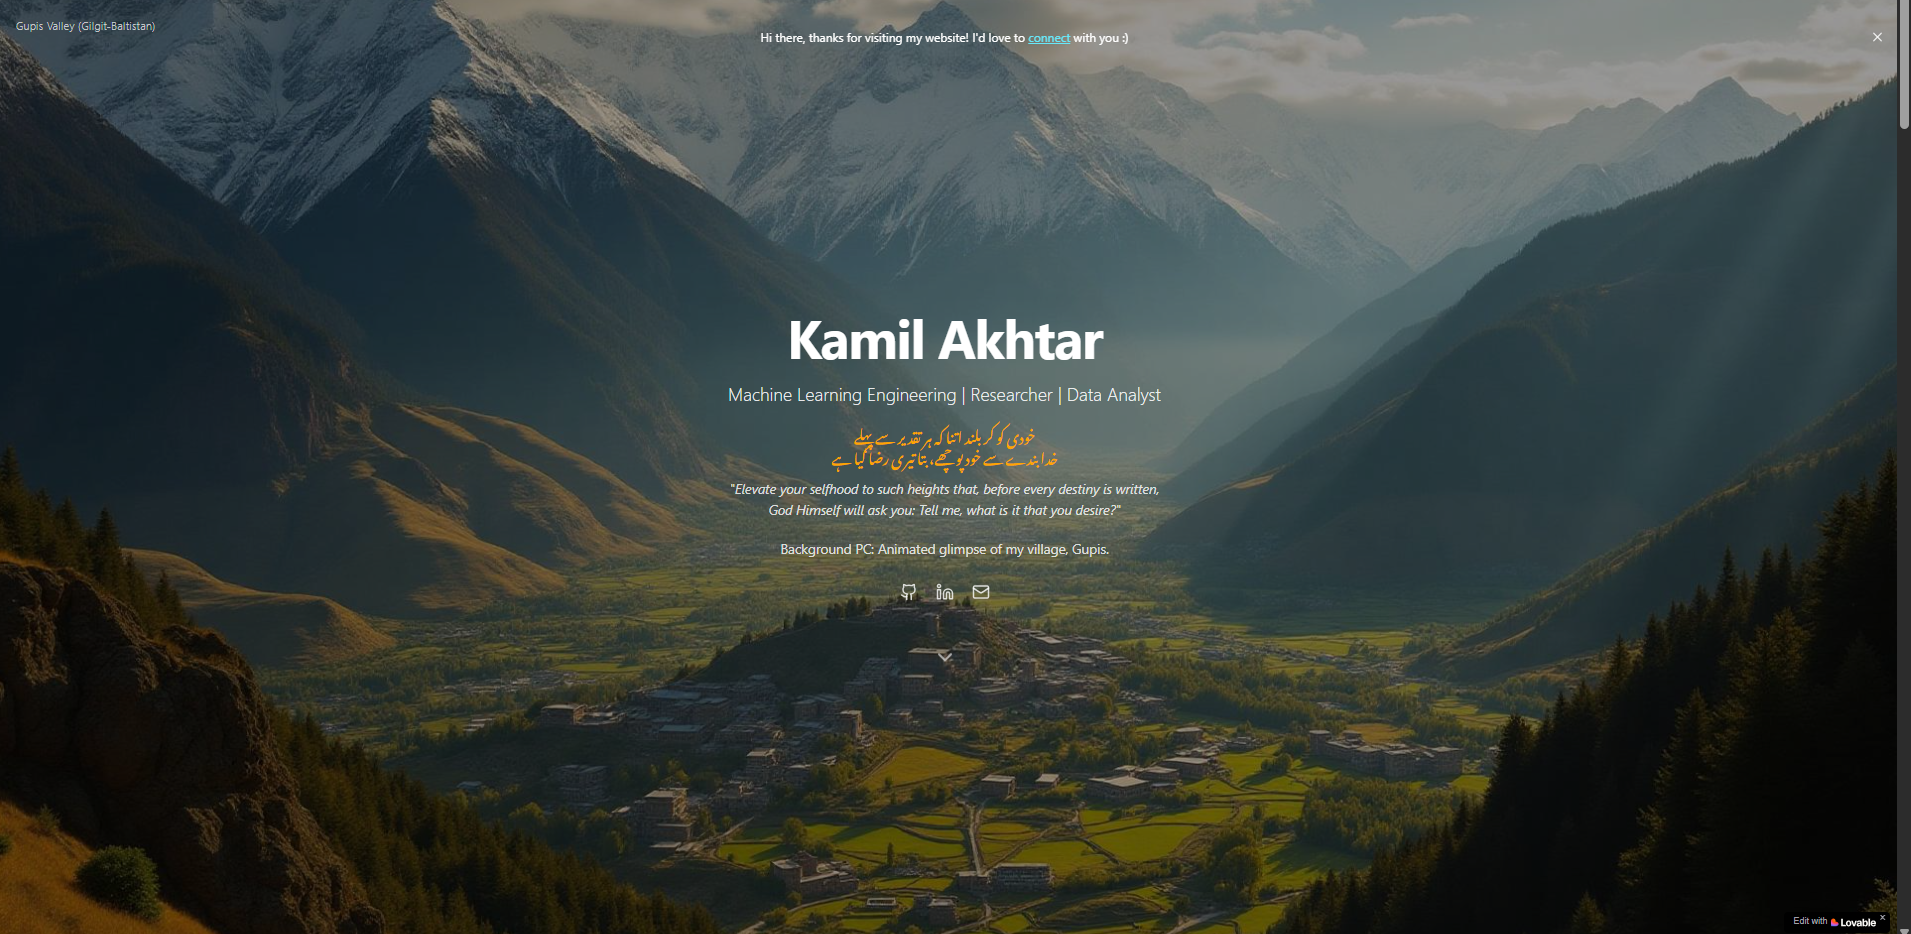 Gupis Valley (Gilgit-Baltistan)
Hi there, thanks for visiting my website! I'd love to connect with you :)
Kamil Akhtar
Machine Learning Engineering | Researcher | Data Analyst
خودی کو کر بلند اتنا کہ ہر تقدیر سے پہلے
خدا بندے سے خود پوچھے، بتا تیری رضا کیا ہے
"Elevate your selfhood to such heights that, before every destiny is written,
God Himself will ask you: Tell me, what is it that you desire?"
Background PC: Animated glimpse of my village, Gupis.
Edit with Lovable